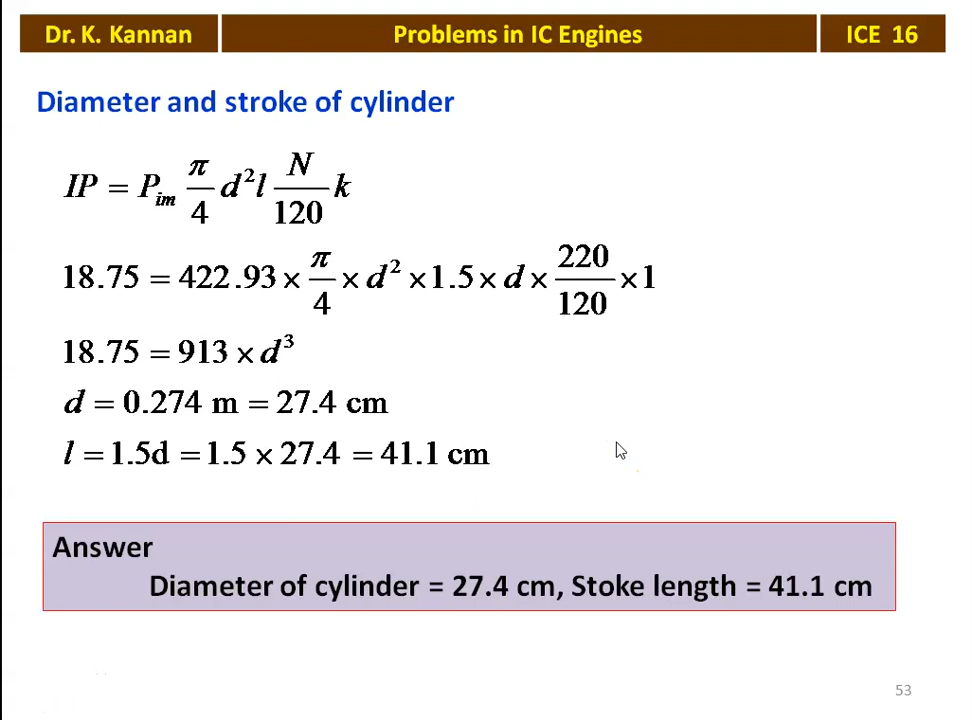 Dr. K. Kannan Problems in IC Engines ICE 16
Diameter and stroke of cylinder
IP = P_im π/4 d² l N/120 k
18.75 = 422.93 × π/4 × d² × 1.5 × d × 220/120 × 1
18.75 = 913 × d³
d = 0.274 m = 27.4 cm
l = 1.5d = 1.5 × 27.4 = 41.1 cm
Answer
Diameter of cylinder = 27.4 cm, Stoke length = 41.1 cm
53